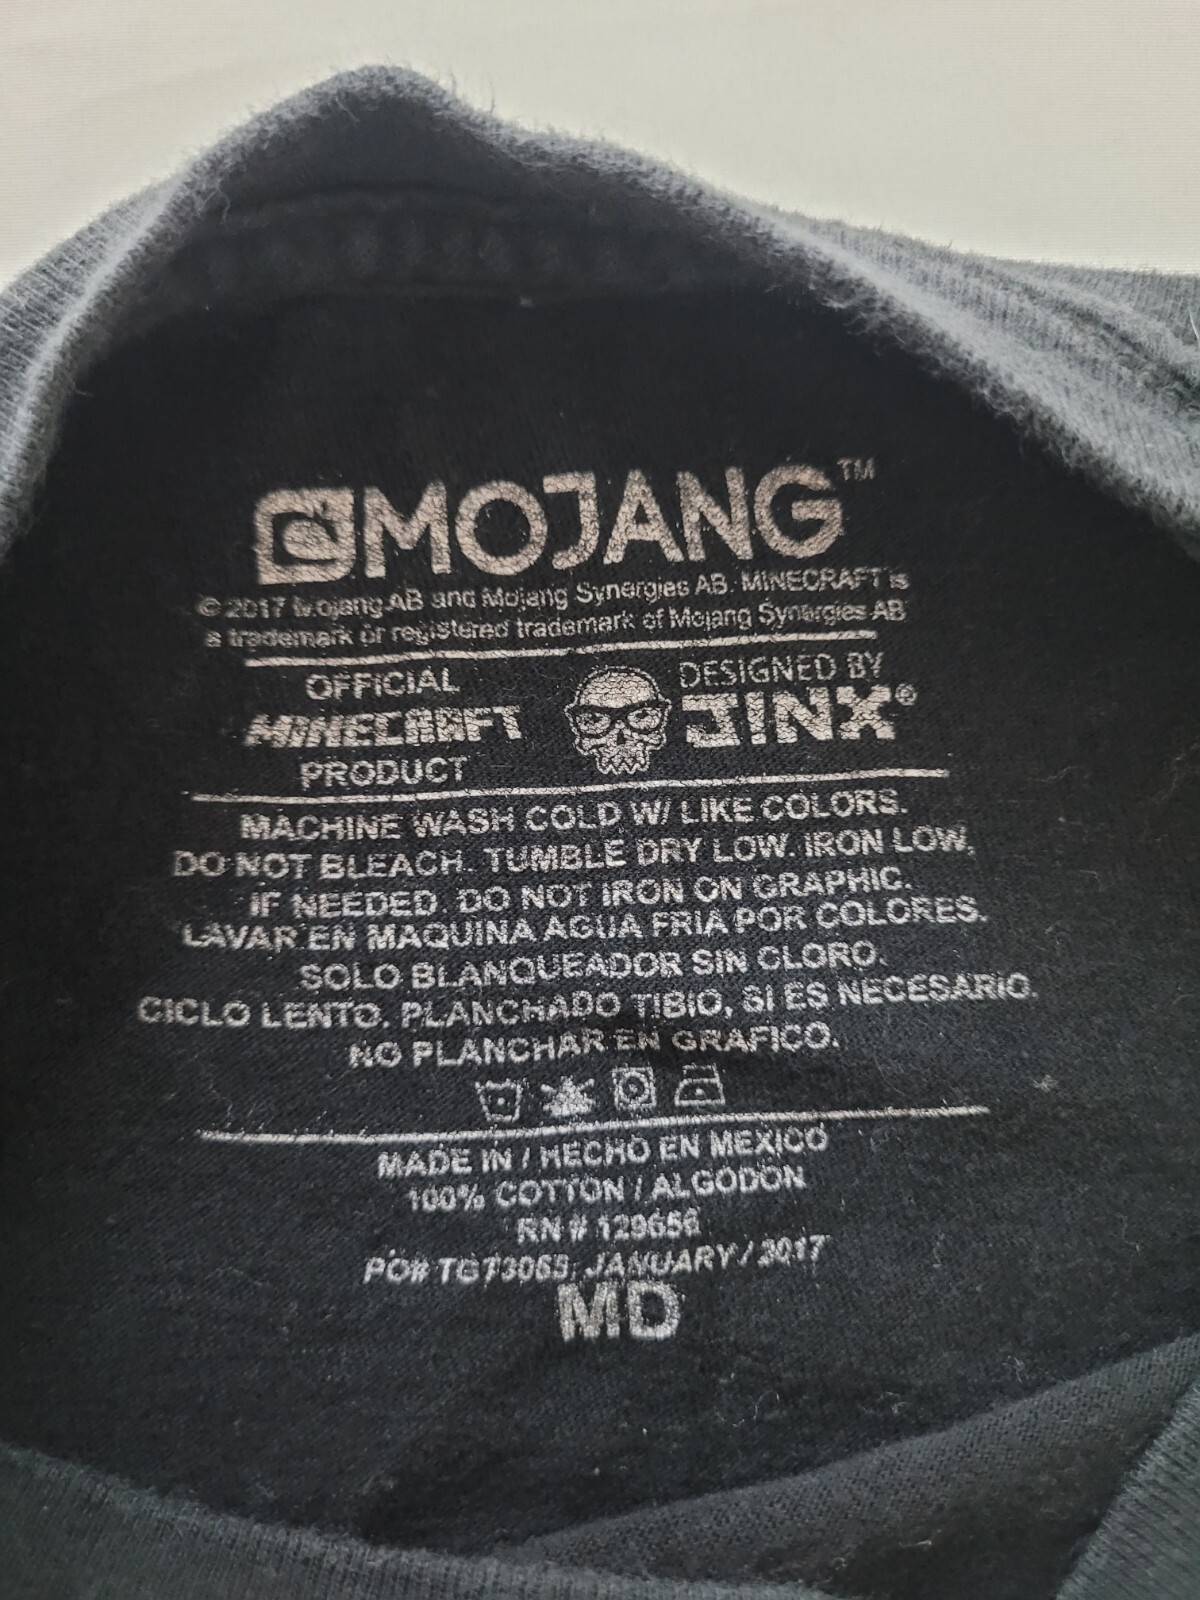 MOJANG™
© 2017 Mojang AB and Mojang Synergies AB. MINECRAFT is
a trademark or registered trademark of Mojang Synergies AB
OFFICIAL
MINECRAFT
PRODUCT
DESIGNED BY
J!NX®
MACHINE WASH COLD W/ LIKE COLORS.
DO NOT BLEACH. TUMBLE DRY LOW. IRON LOW,
IF NEEDED. DO NOT IRON ON GRAPHIC.
LAVAR EN MAQUINA AGUA FRIA POR COLORES.
SOLO BLANQUEADOR SIN CLORO.
CICLO LENTO. PLANCHADO TIBIO, SI ES NECESARIO.
NO PLANCHAR EN GRAFICO.
MADE IN / HECHO EN MEXICO
100% COTTON / ALGODON
RN # 129656
PO# TG73065, JANUARY / 2017
MD